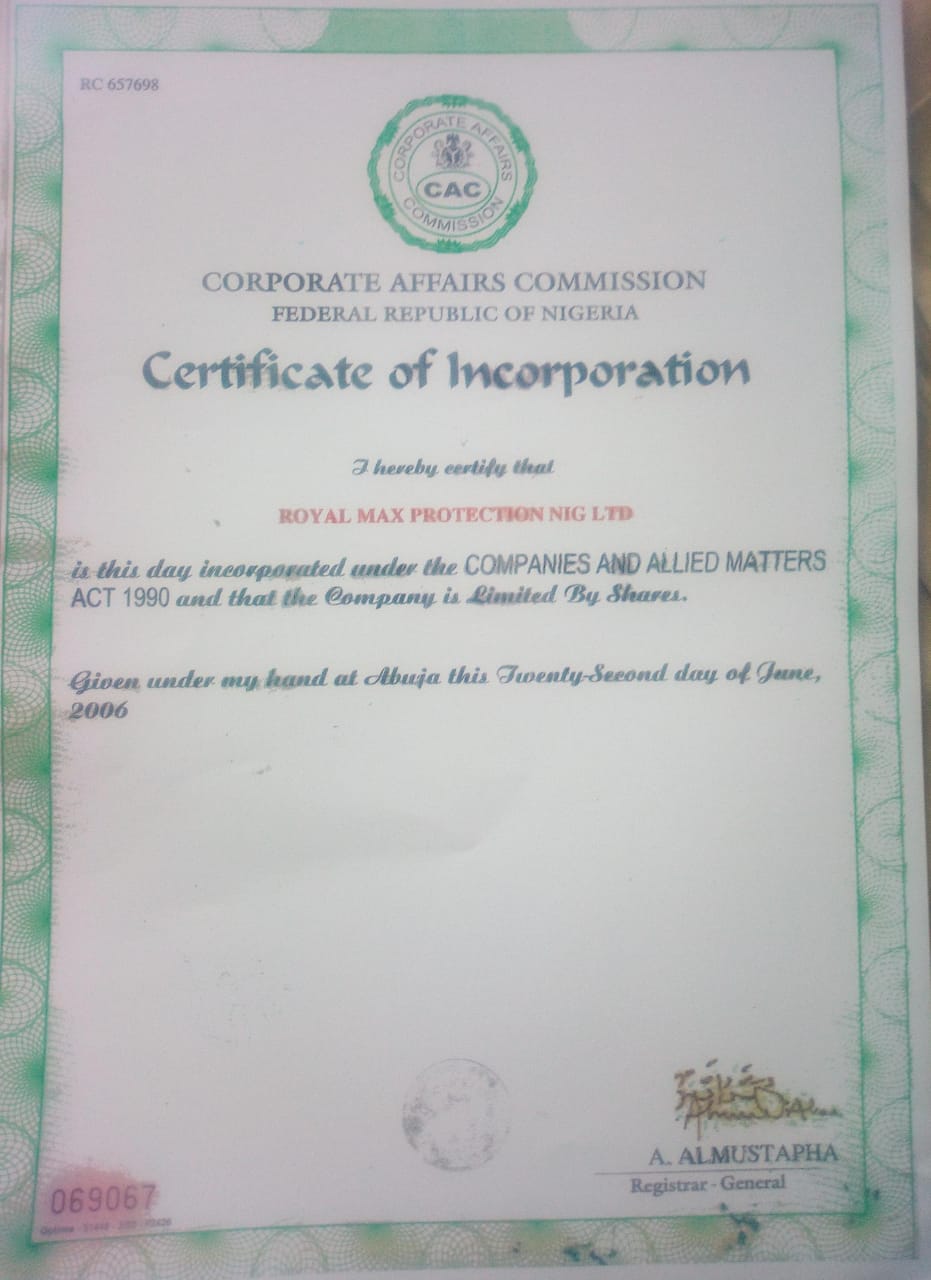 RC 657698
CORPORATE AFFAIRS
CAC
COMMISSION
CORPORATE AFFAIRS COMMISSION
FEDERAL REPUBLIC OF NIGERIA
Certificate of Incorporation
I hereby certify that
ROYAL MAX PROTECTION NIG LTD
is this day incorporated under the COMPANIES AND ALLIED MATTERS
ACT 1990 and that the Company is Limited By Shares.
Given under my hand at Abuja this Twenty-Second day of June,
2006
A. ALMUSTAPHA
Registrar - General
069067